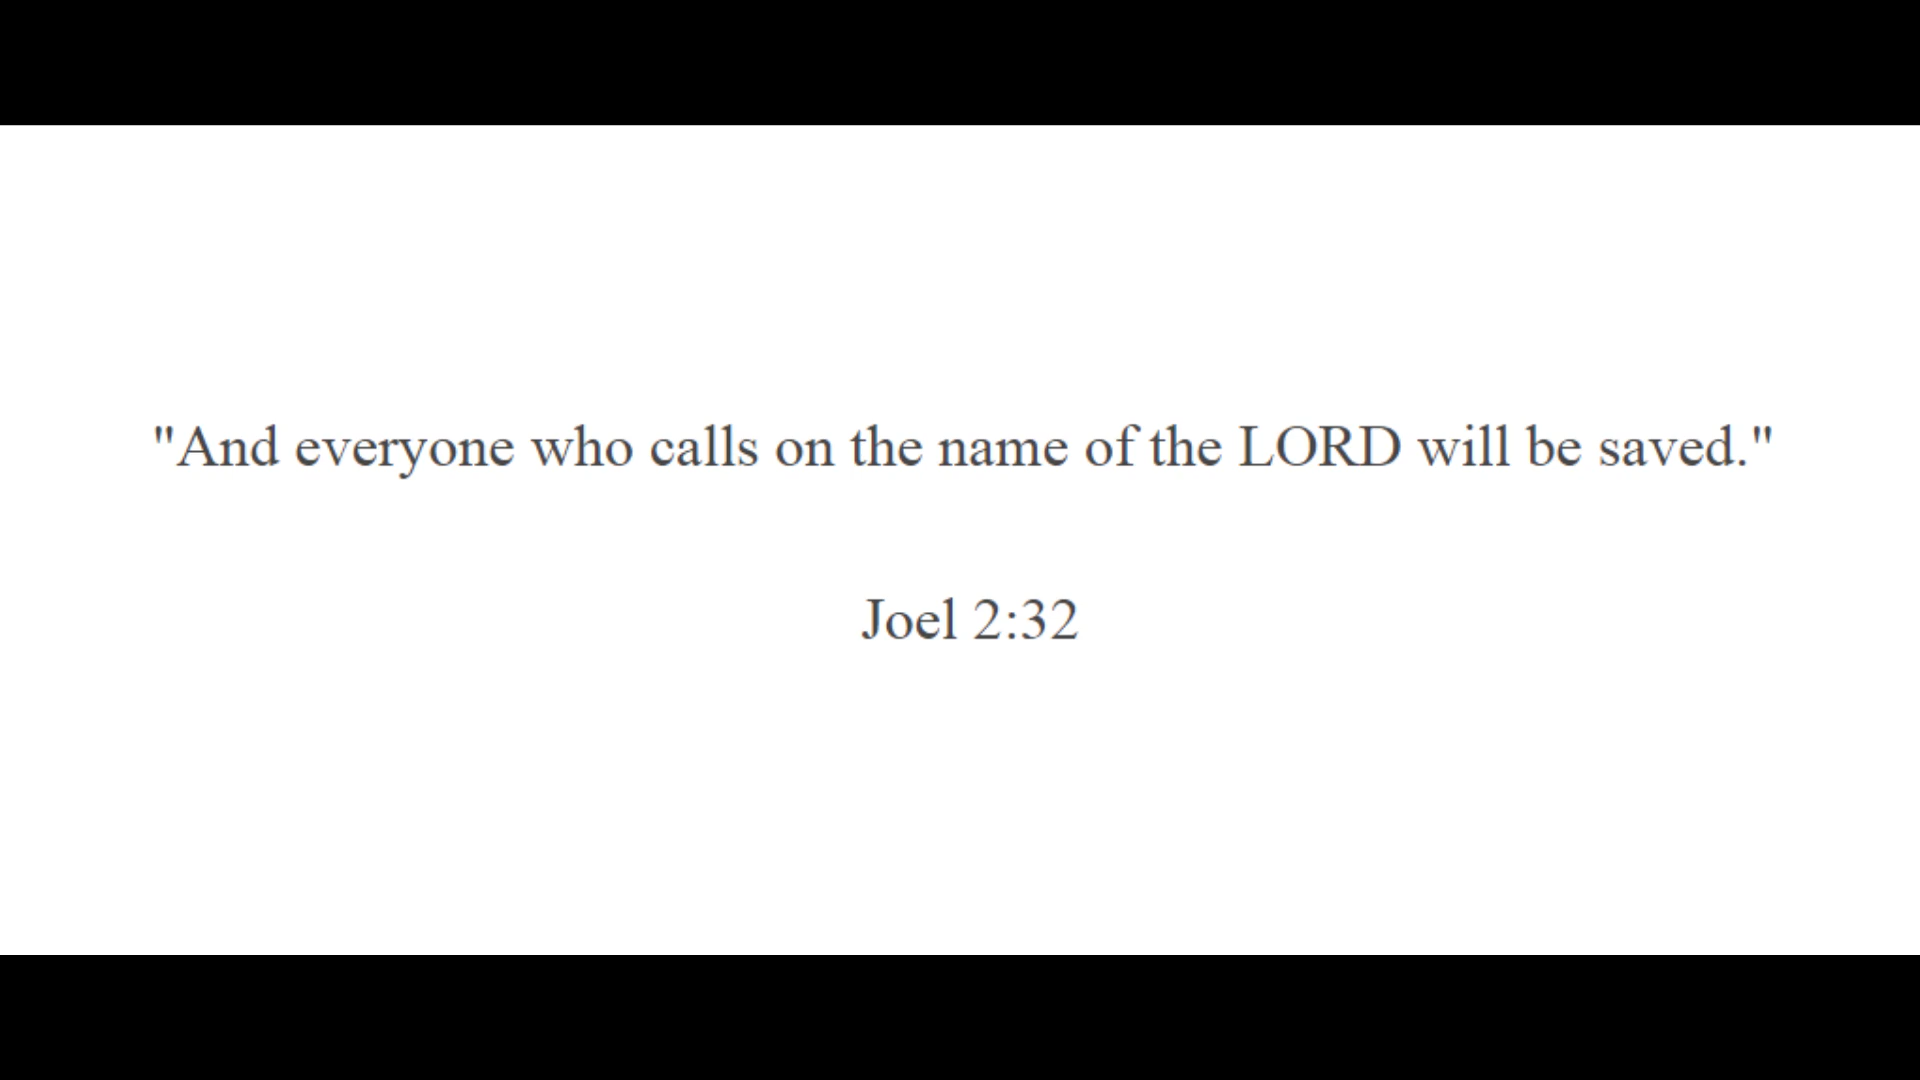 "And everyone who calls on the name of the LORD will be saved."
Joel 2:32